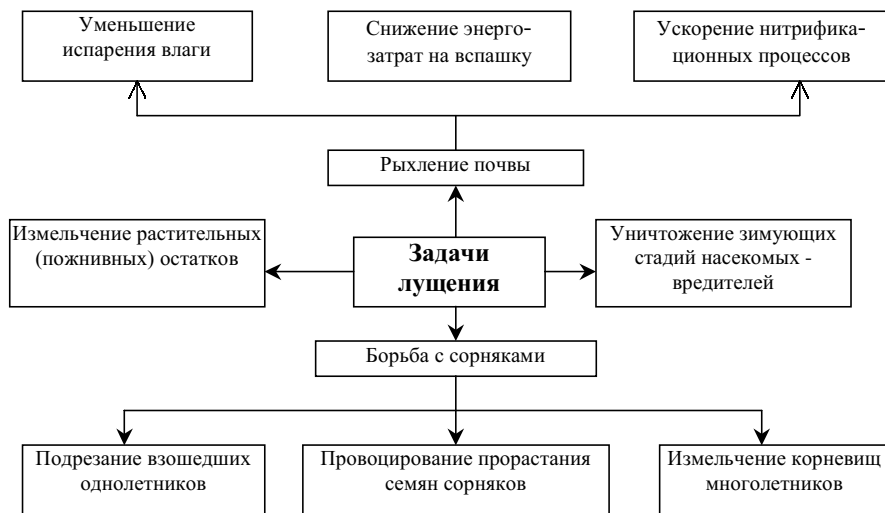 Уменьшение
испарения влаги
Снижение энерго-
затрат на вспашку
Ускорение нитрифика-
ционных процессов
Рыхление почвы
Измельчение растительных
(пожнивных) остатков
Задачи
лущения
Уничтожение зимующих
стадий насекомых -
вредителей
Борьба с сорняками
Подрезание взошедших
однолетников
Провоцирование прорастания
семян сорняков
Измельчение корневищ
многолетников